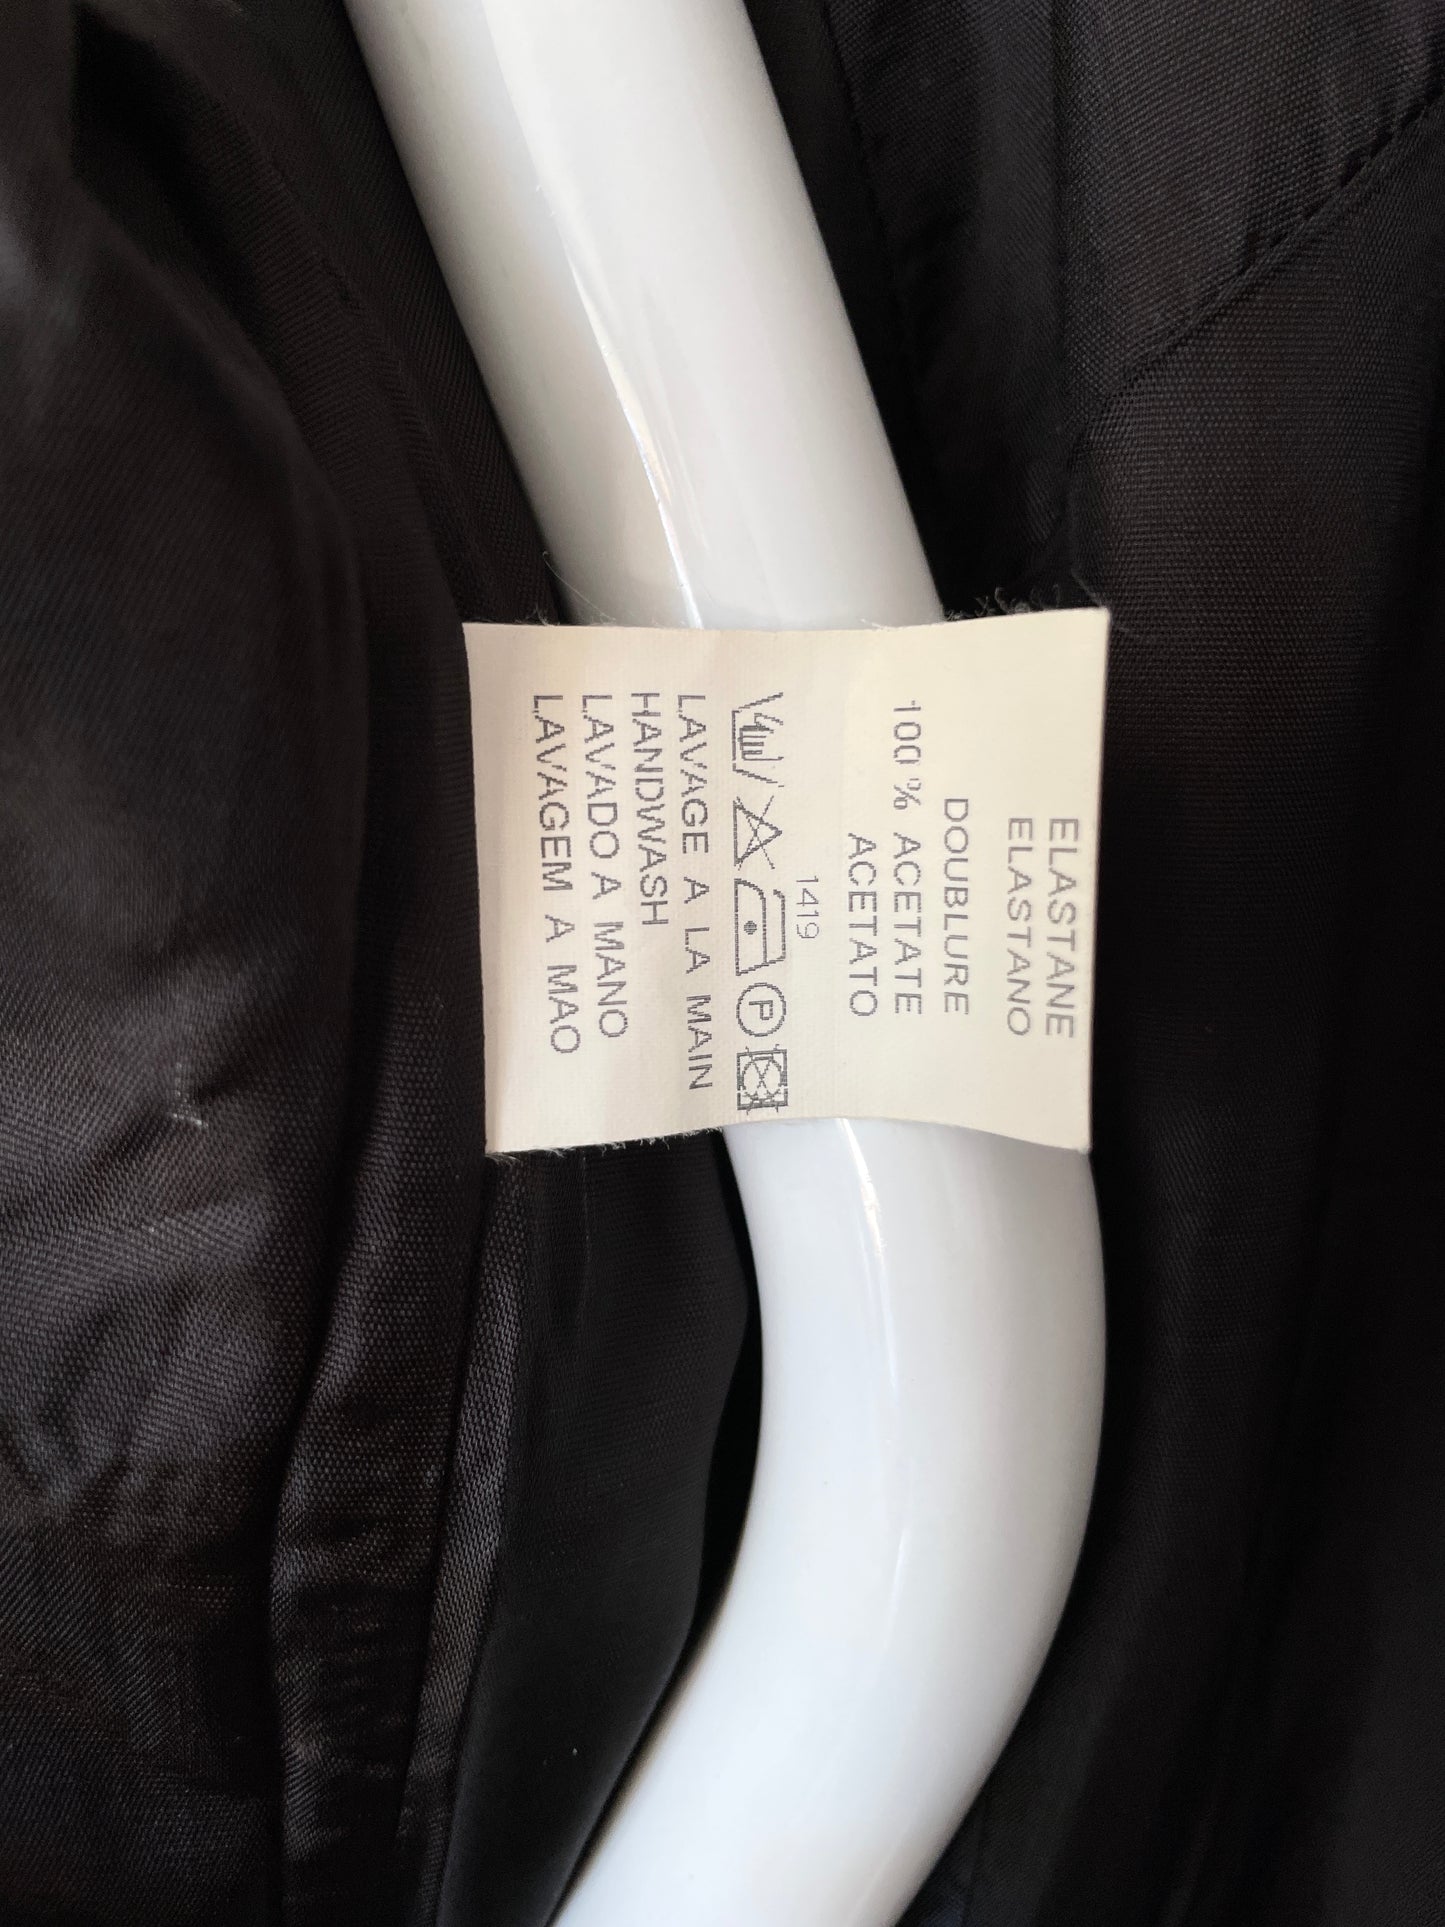 ELASTANE
ELASTANO
DOUBLURE
100 % ACETATE
ACETATO
1419
P
LAVAGE A LA MAIN
HANDWASH
LAVADO A MANO
LAVAGEM A MAO